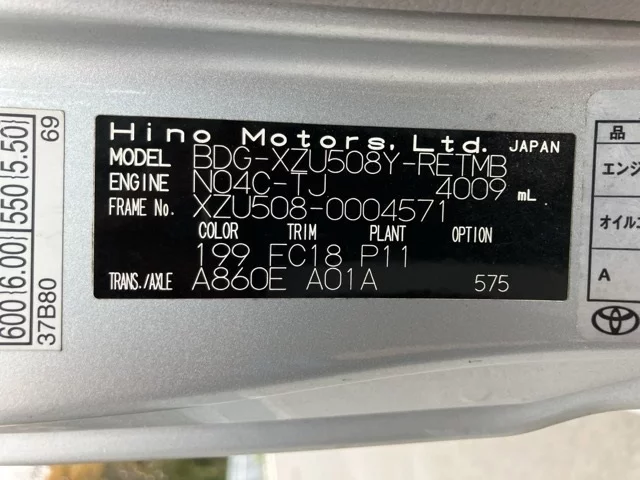 Hino Motors, Ltd. JAPAN
MODEL BDG-XZU508Y-RETMB
ENGINE N04C-TJ 4009 mL
FRAME No. XZU508-0004571
COLOR TRIM PLANT OPTION
199 FC18 P11
TRANS./AXLE A860E A01A 575
600(6.00) 550(5.50)
37B80 69
品
エンジ
オイルエ
A